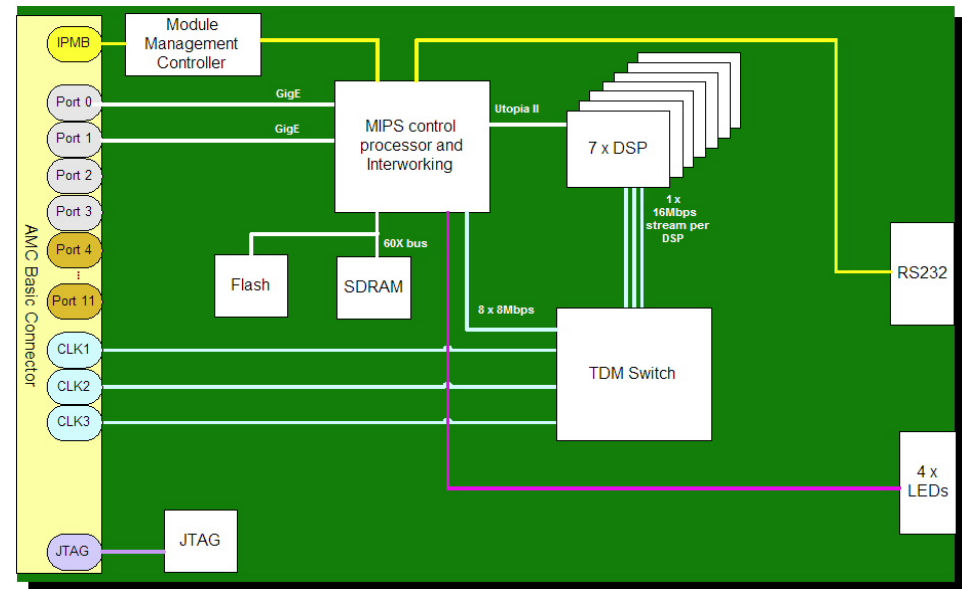 IPMB
Module
Management
Controller
Port 0
GigE
Port 1
GigE
Port 2
Port 3
Port 4
Port 11
CLK1
CLK2
CLK3
JTAG
AMC Basic Connector
MIPS control
processor and
Interworking
Utopia II
7 x DSP
1 x
16Mbps
stream per
DSP
60X bus
Flash
SDRAM
8 x 8Mbps
TDM Switch
RS232
4 x
LEDs
JTAG